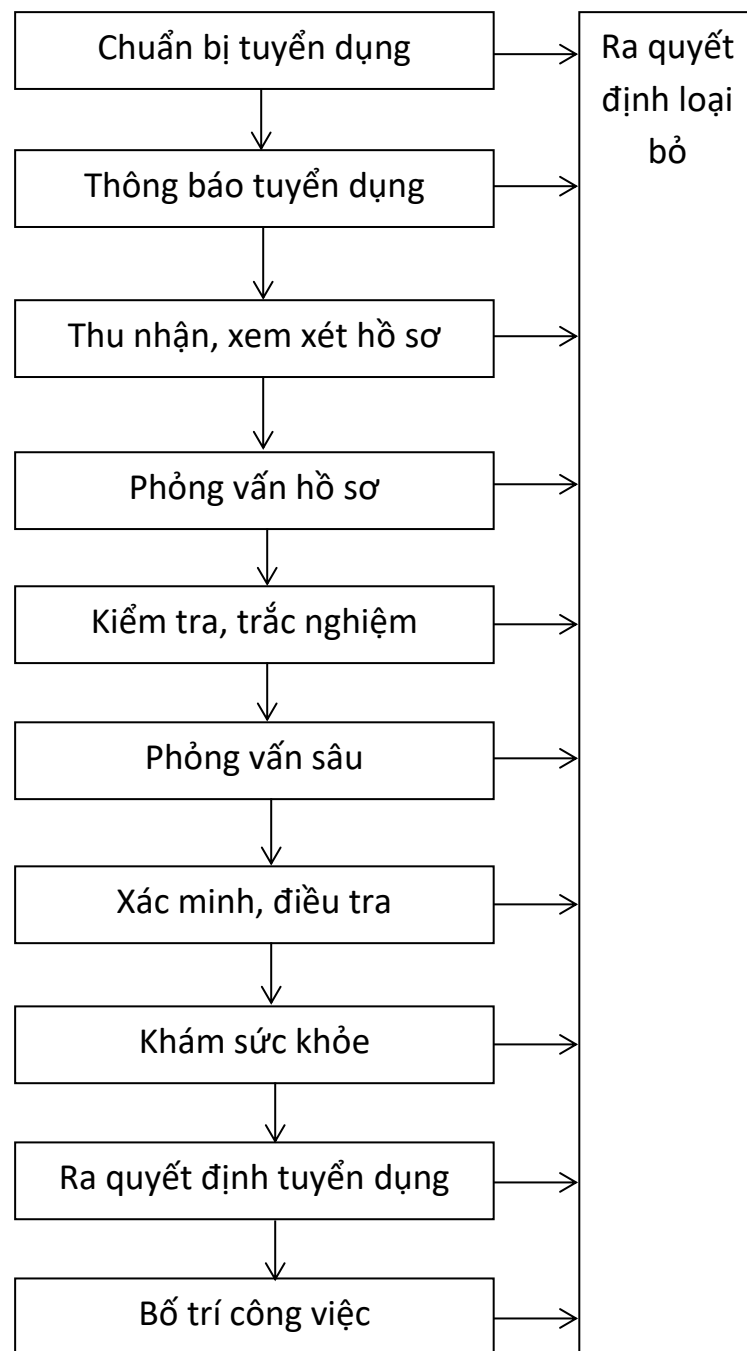 Chuẩn bị tuyển dụng
Ra quyết
định loại
bỏ
Thông báo tuyển dụng
Thu nhận, xem xét hồ sơ
Phỏng vấn hồ sơ
Kiểm tra, trắc nghiệm
Phỏng vấn sâu
Xác minh, điều tra
Khám sức khỏe
Ra quyết định tuyển dụng
Bố trí công việc